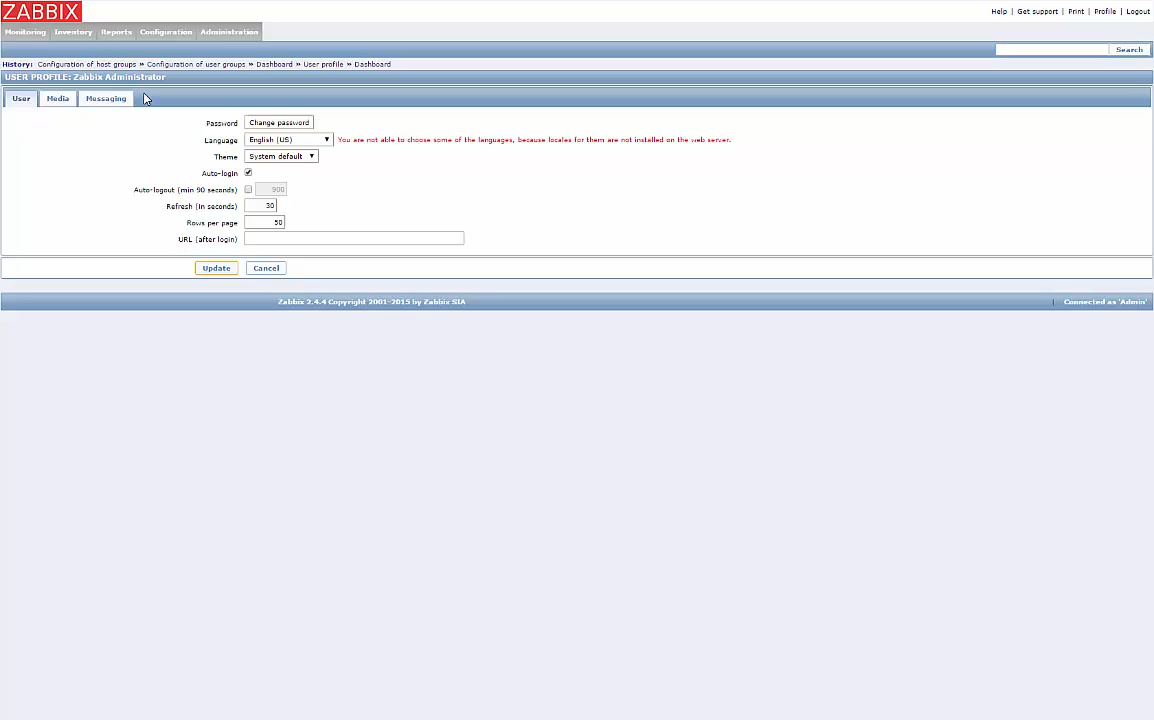 ZABBIX
Help | Get support | Print | Profile | Logout
Monitoring Inventory Reports Configuration Administration
Search
History: Configuration of host groups » Configuration of user groups » Dashboard » User profile » Dashboard
USER PROFILE: Zabbix Administrator
User Media Messaging
Password Change password
Language English (US) You are not able to choose some of the languages, because locales for them are not installed on the web server.
Theme System default
Auto-login
Auto-logout (min 90 seconds) 900
Refresh (in seconds) 30
Rows per page 50
URL (after login)
Update Cancel
Zabbix 2.4.4 Copyright 2001-2015 by Zabbix SIA | Connected as 'Admin'